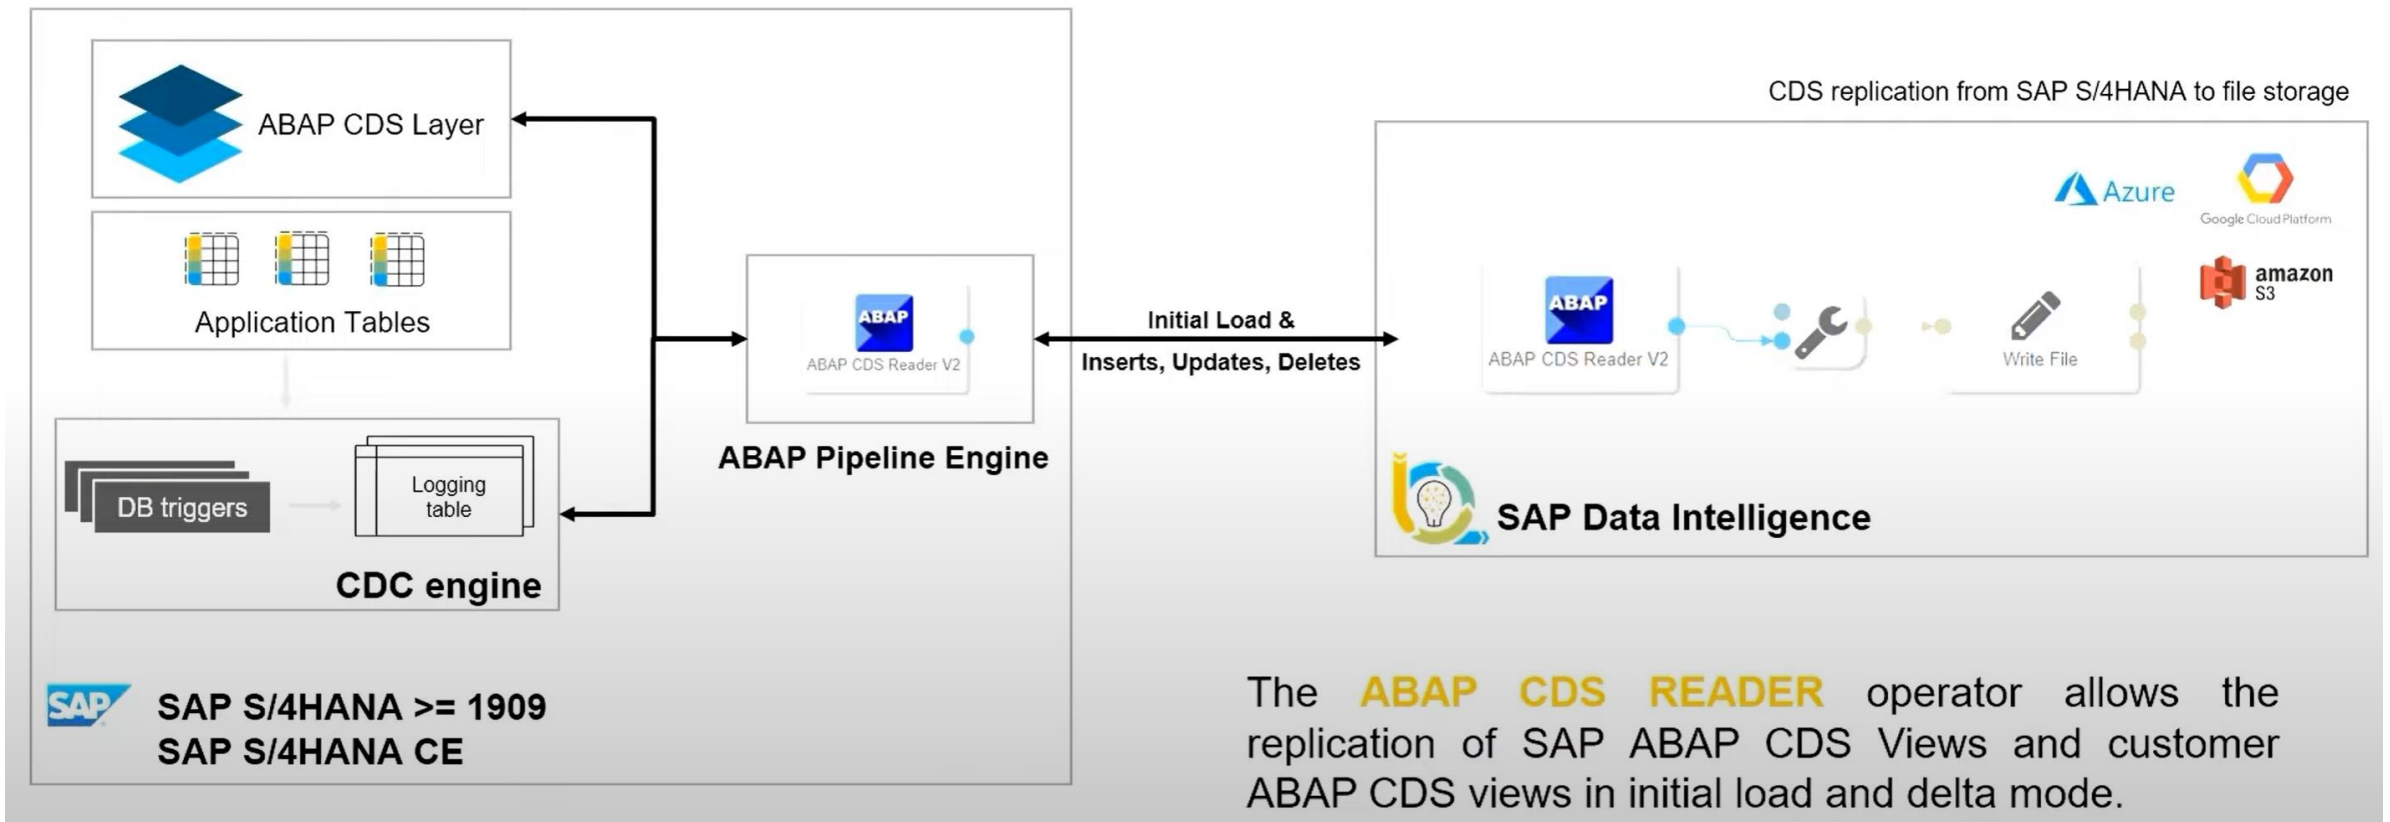 CDS replication from SAP S/4HANA to file storage
ABAP CDS Layer
Application Tables
DB triggers
Logging
table
CDC engine
ABAP
ABAP CDS Reader V2
ABAP Pipeline Engine
Initial Load &
Inserts, Updates, Deletes
Azure
Google Cloud Platform
amazon
S3
ABAP
ABAP CDS Reader V2
Write File
SAP Data Intelligence
SAP
SAP S/4HANA >= 1909
SAP S/4HANA CE
The ABAP CDS READER operator allows the
replication of SAP ABAP CDS Views and customer
ABAP CDS views in initial load and delta mode.